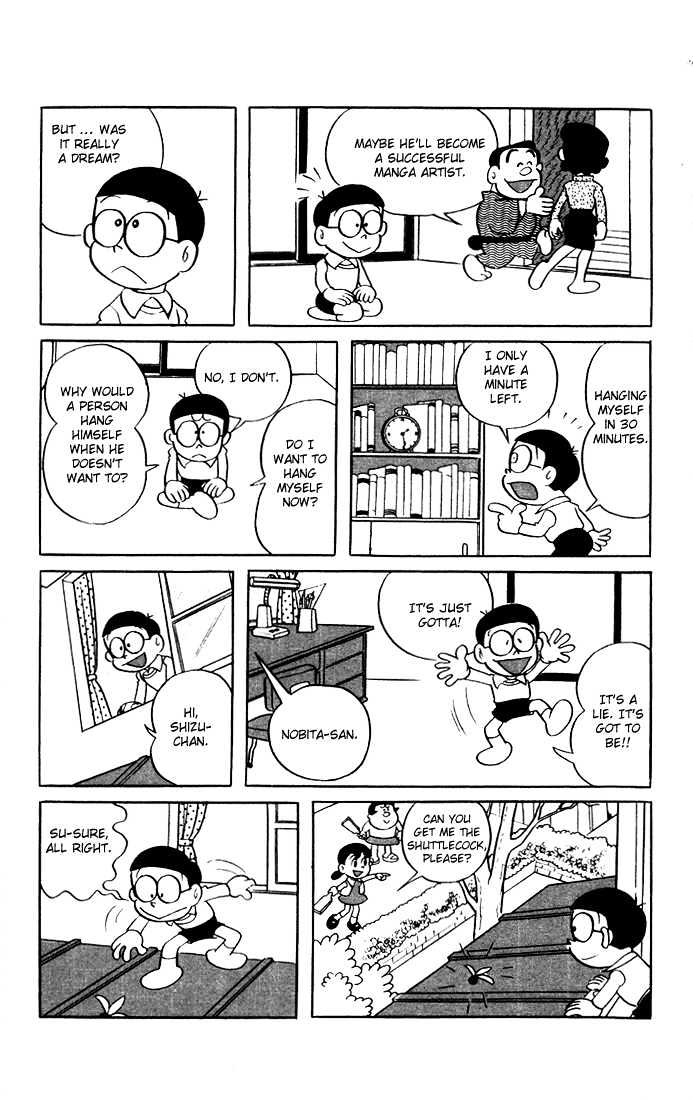 MAYBE HE'LL BECOME
A SUCCESSFUL
MANGA ARTIST.
BUT ... WAS
IT REALLY
A DREAM?
HANGING
MYSELF
IN 30
MINUTES.
I ONLY
HAVE A
MINUTE
LEFT.
DO I
WANT TO
HANG
MYSELF
NOW?
NO, I DON'T.
WHY WOULD
A PERSON
HANG
HIMSELF
WHEN HE
DOESN'T
WANT TO?
IT'S A
LIE. IT'S
GOT TO
BE!!
IT'S JUST
GOTTA!
NOBITA-SAN.
HI,
SHIZU-
CHAN.
CAN YOU
GET ME THE
SHUTTLECOCK,
PLEASE?
SU-SURE,
ALL RIGHT.